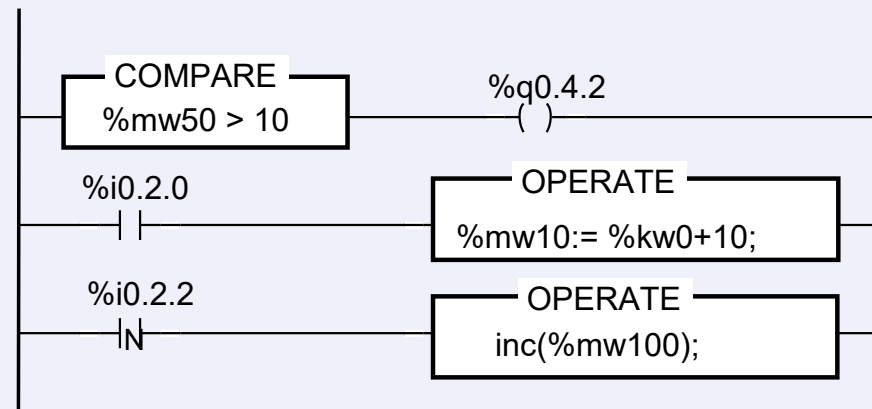 COMPARE
%mw50 > 10
%q0.4.2
( )
%i0.2.0
OPERATE
%mw10:= %kw0+10;
%i0.2.2
N
OPERATE
inc(%mw100);